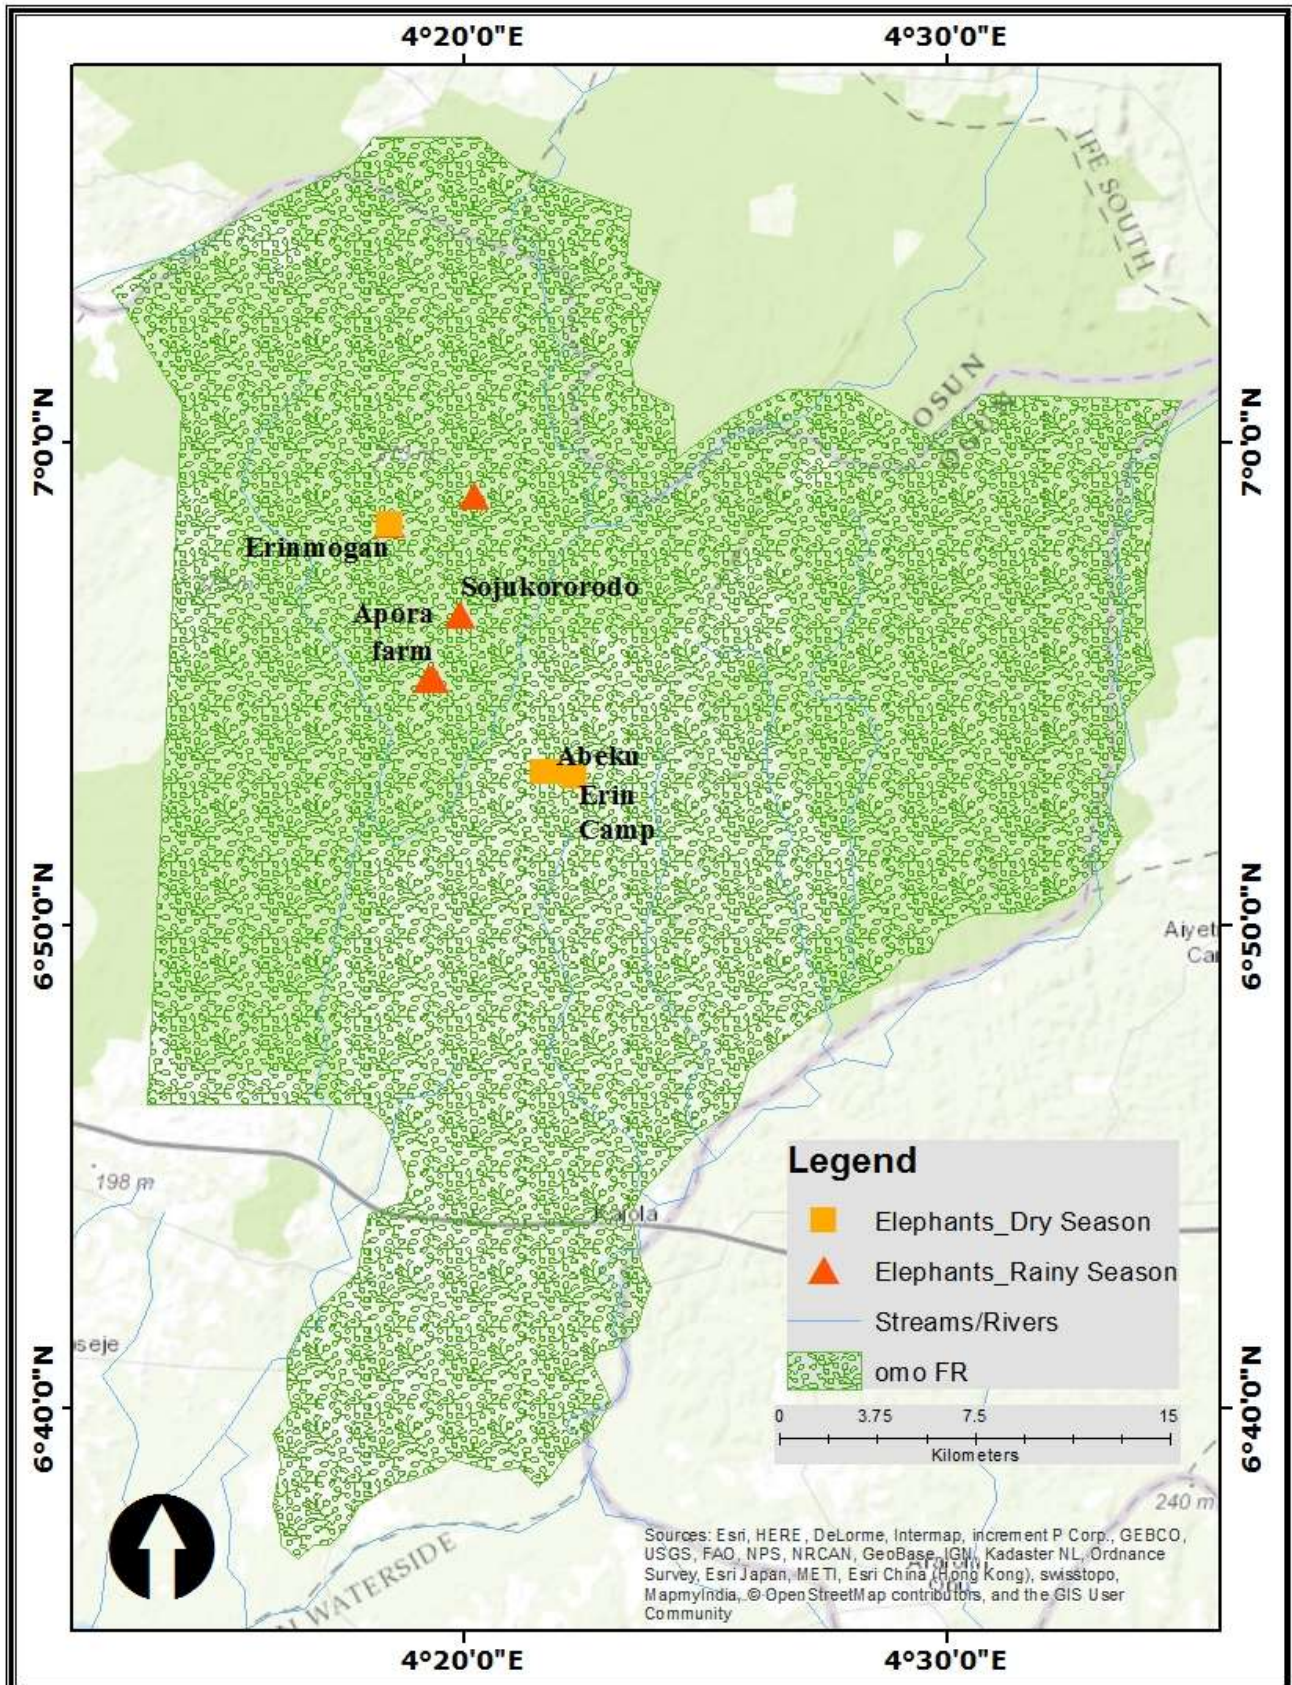 4°20'0"E
4°30'0"E
IFE SOUTH
OSUN
OGUN
7°0'0"N
7°0'0"N
Erinmogan
Sojukororodo
Apora
farm
Abeku
Erin
Camp
6°50'0"N
6°50'0"N
Aiyet
Ca
Legend
Elephants_Dry Season
Elephants_Rainy Season
Streams/Rivers
omo FR
0 3.75 7.5 15
Kilometers
198 m
Kajola
seje
6°40'0"N
6°40'0"N
240 m
N WATERSIDE
Sources: Esri, HERE, DeLorme, Intermap, increment P Corp., GEBCO,
USGS, FAO, NPS, NRCAN, GeoBase, IGN, Kadaster NL, Ordnance
Survey, Esri Japan, METI, Esri China (Hong Kong), swisstopo,
MapmyIndia, © OpenStreetMap contributors, and the GIS User
Community
4°20'0"E
4°30'0"E